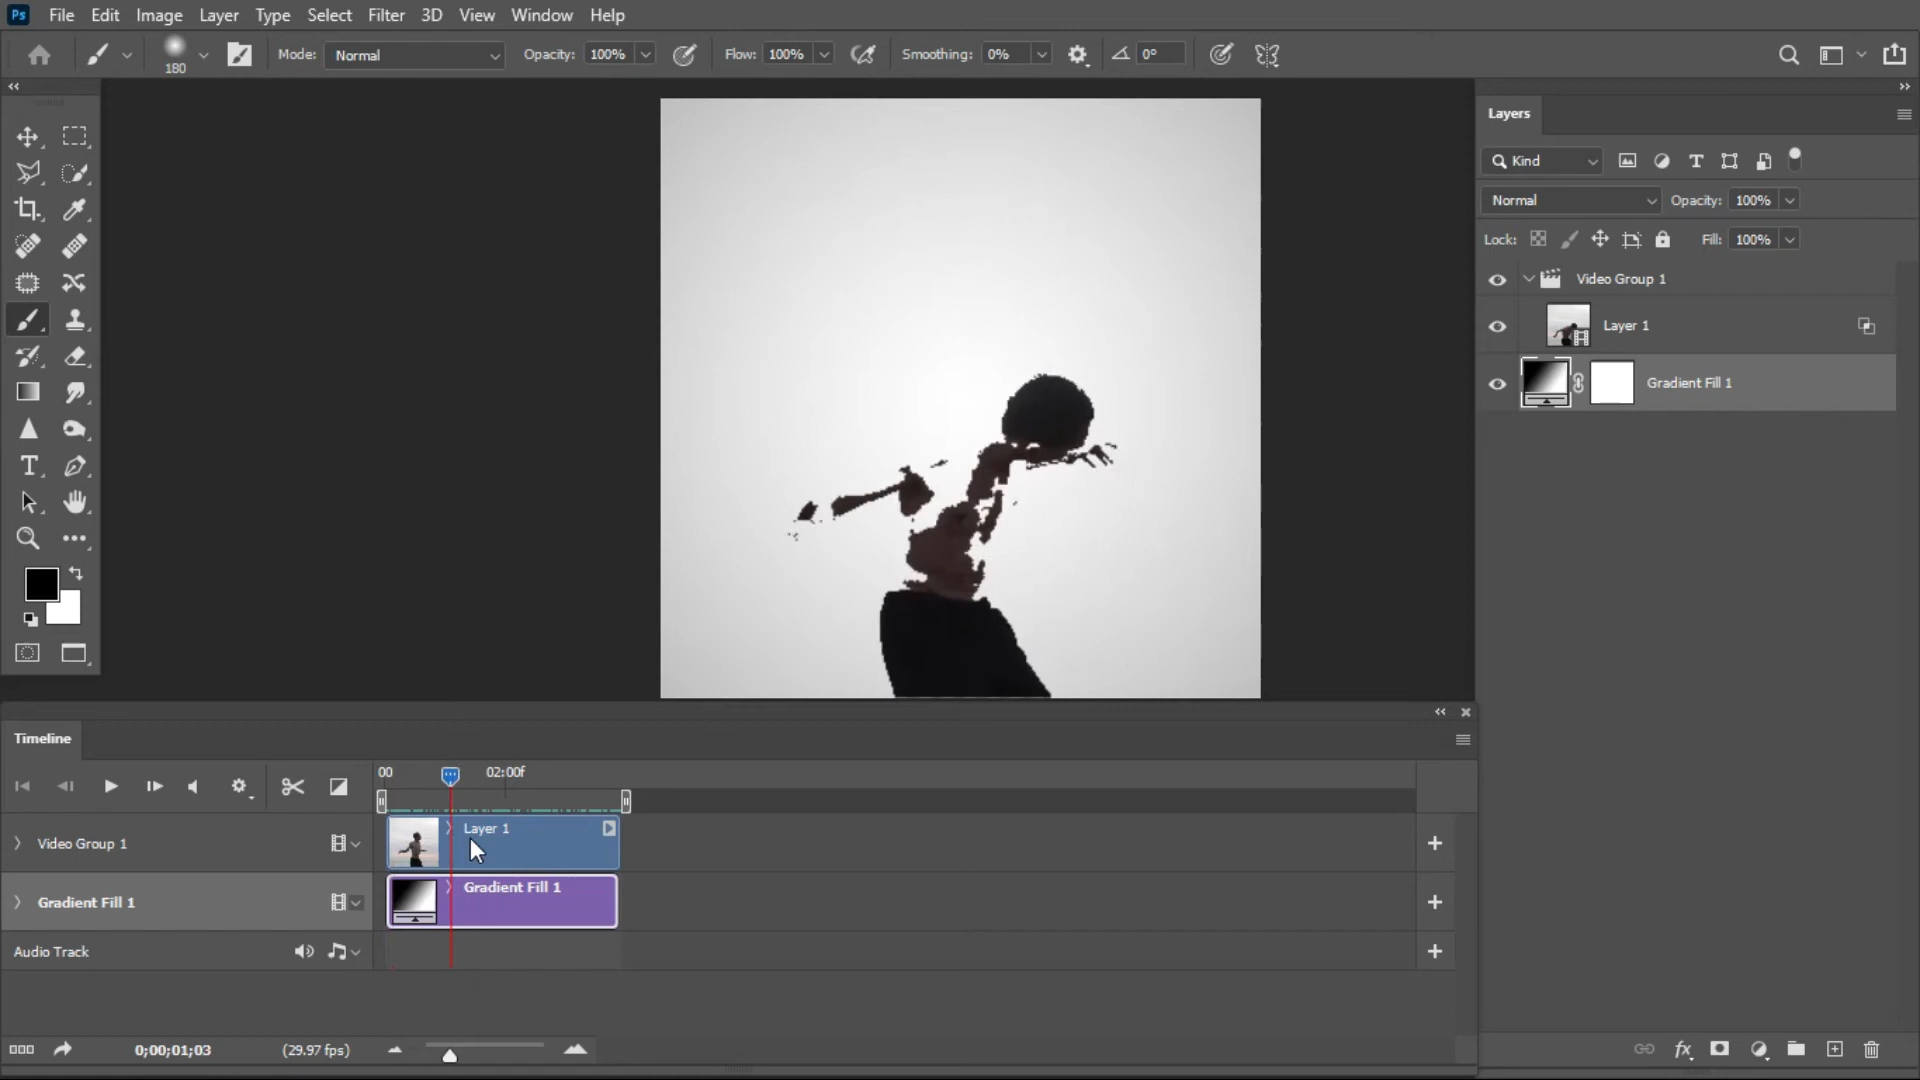 Ps File Edit Image Layer Type Select Filter 3D View Window Help
180 Mode: Normal Opacity: 100% Flow: 100% Smoothing: 0% 0°
Layers
Kind
Normal Opacity: 100%
Lock: Fill: 100%
Video Group 1
Layer 1
Gradient Fill 1
Timeline
00 02:00f
Video Group 1 Layer 1
Gradient Fill 1 Gradient Fill 1
Audio Track
0;00;01;03 (29.97 fps)